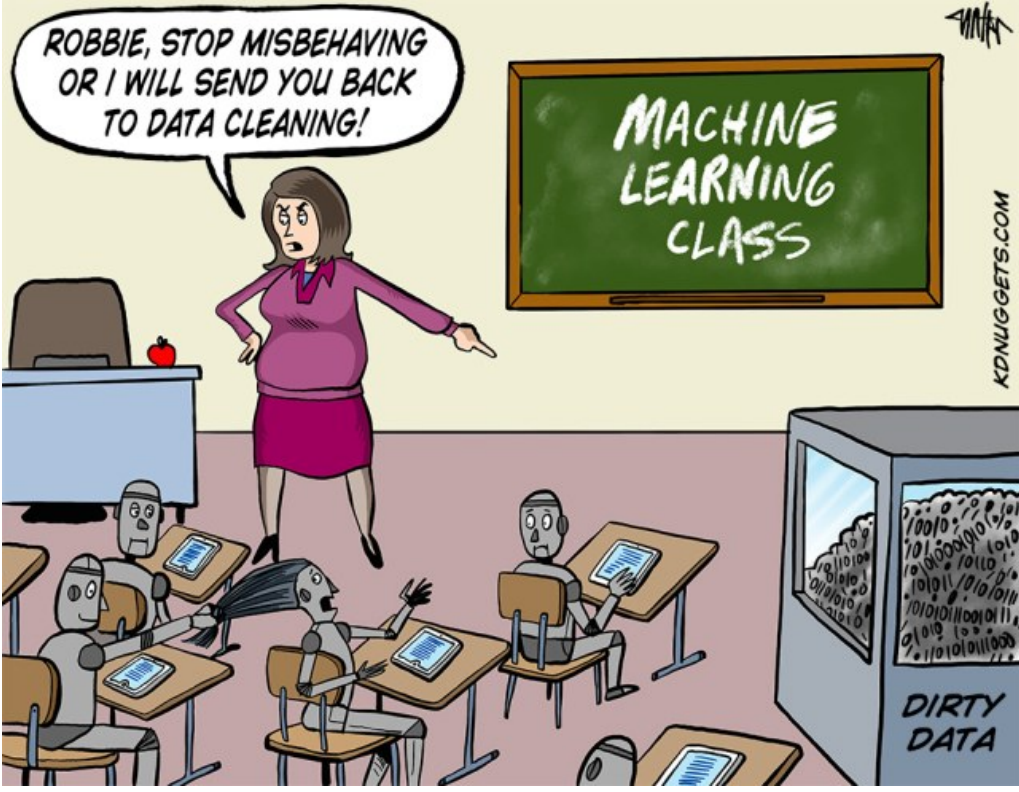 ROBBIE, STOP MISBEHAVING
OR I WILL SEND YOU BACK
TO DATA CLEANING!
MACHINE
LEARNING
CLASS
KDNUGGETS.COM
DIRTY
DATA